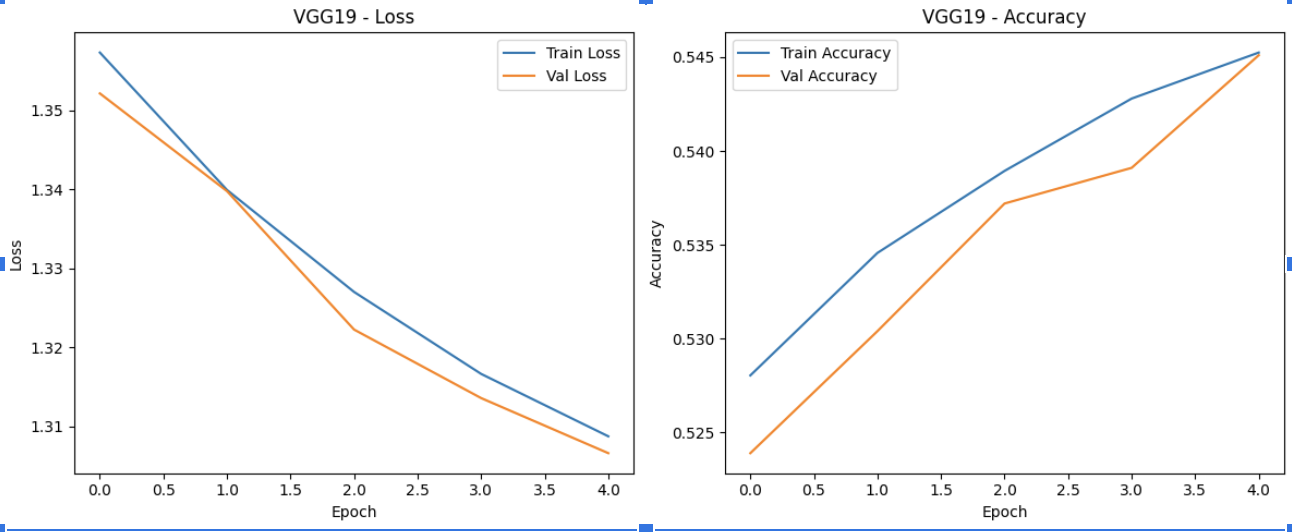 VGG19 - Loss
Train Loss
Val Loss
1.35
1.34
1.33
1.32
1.31
Loss
0.0 0.5 1.0 1.5 2.0 2.5 3.0 3.5 4.0
Epoch
VGG19 - Accuracy
Train Accuracy
Val Accuracy
0.545
0.540
0.535
0.530
0.525
Accuracy
0.0 0.5 1.0 1.5 2.0 2.5 3.0 3.5 4.0
Epoch